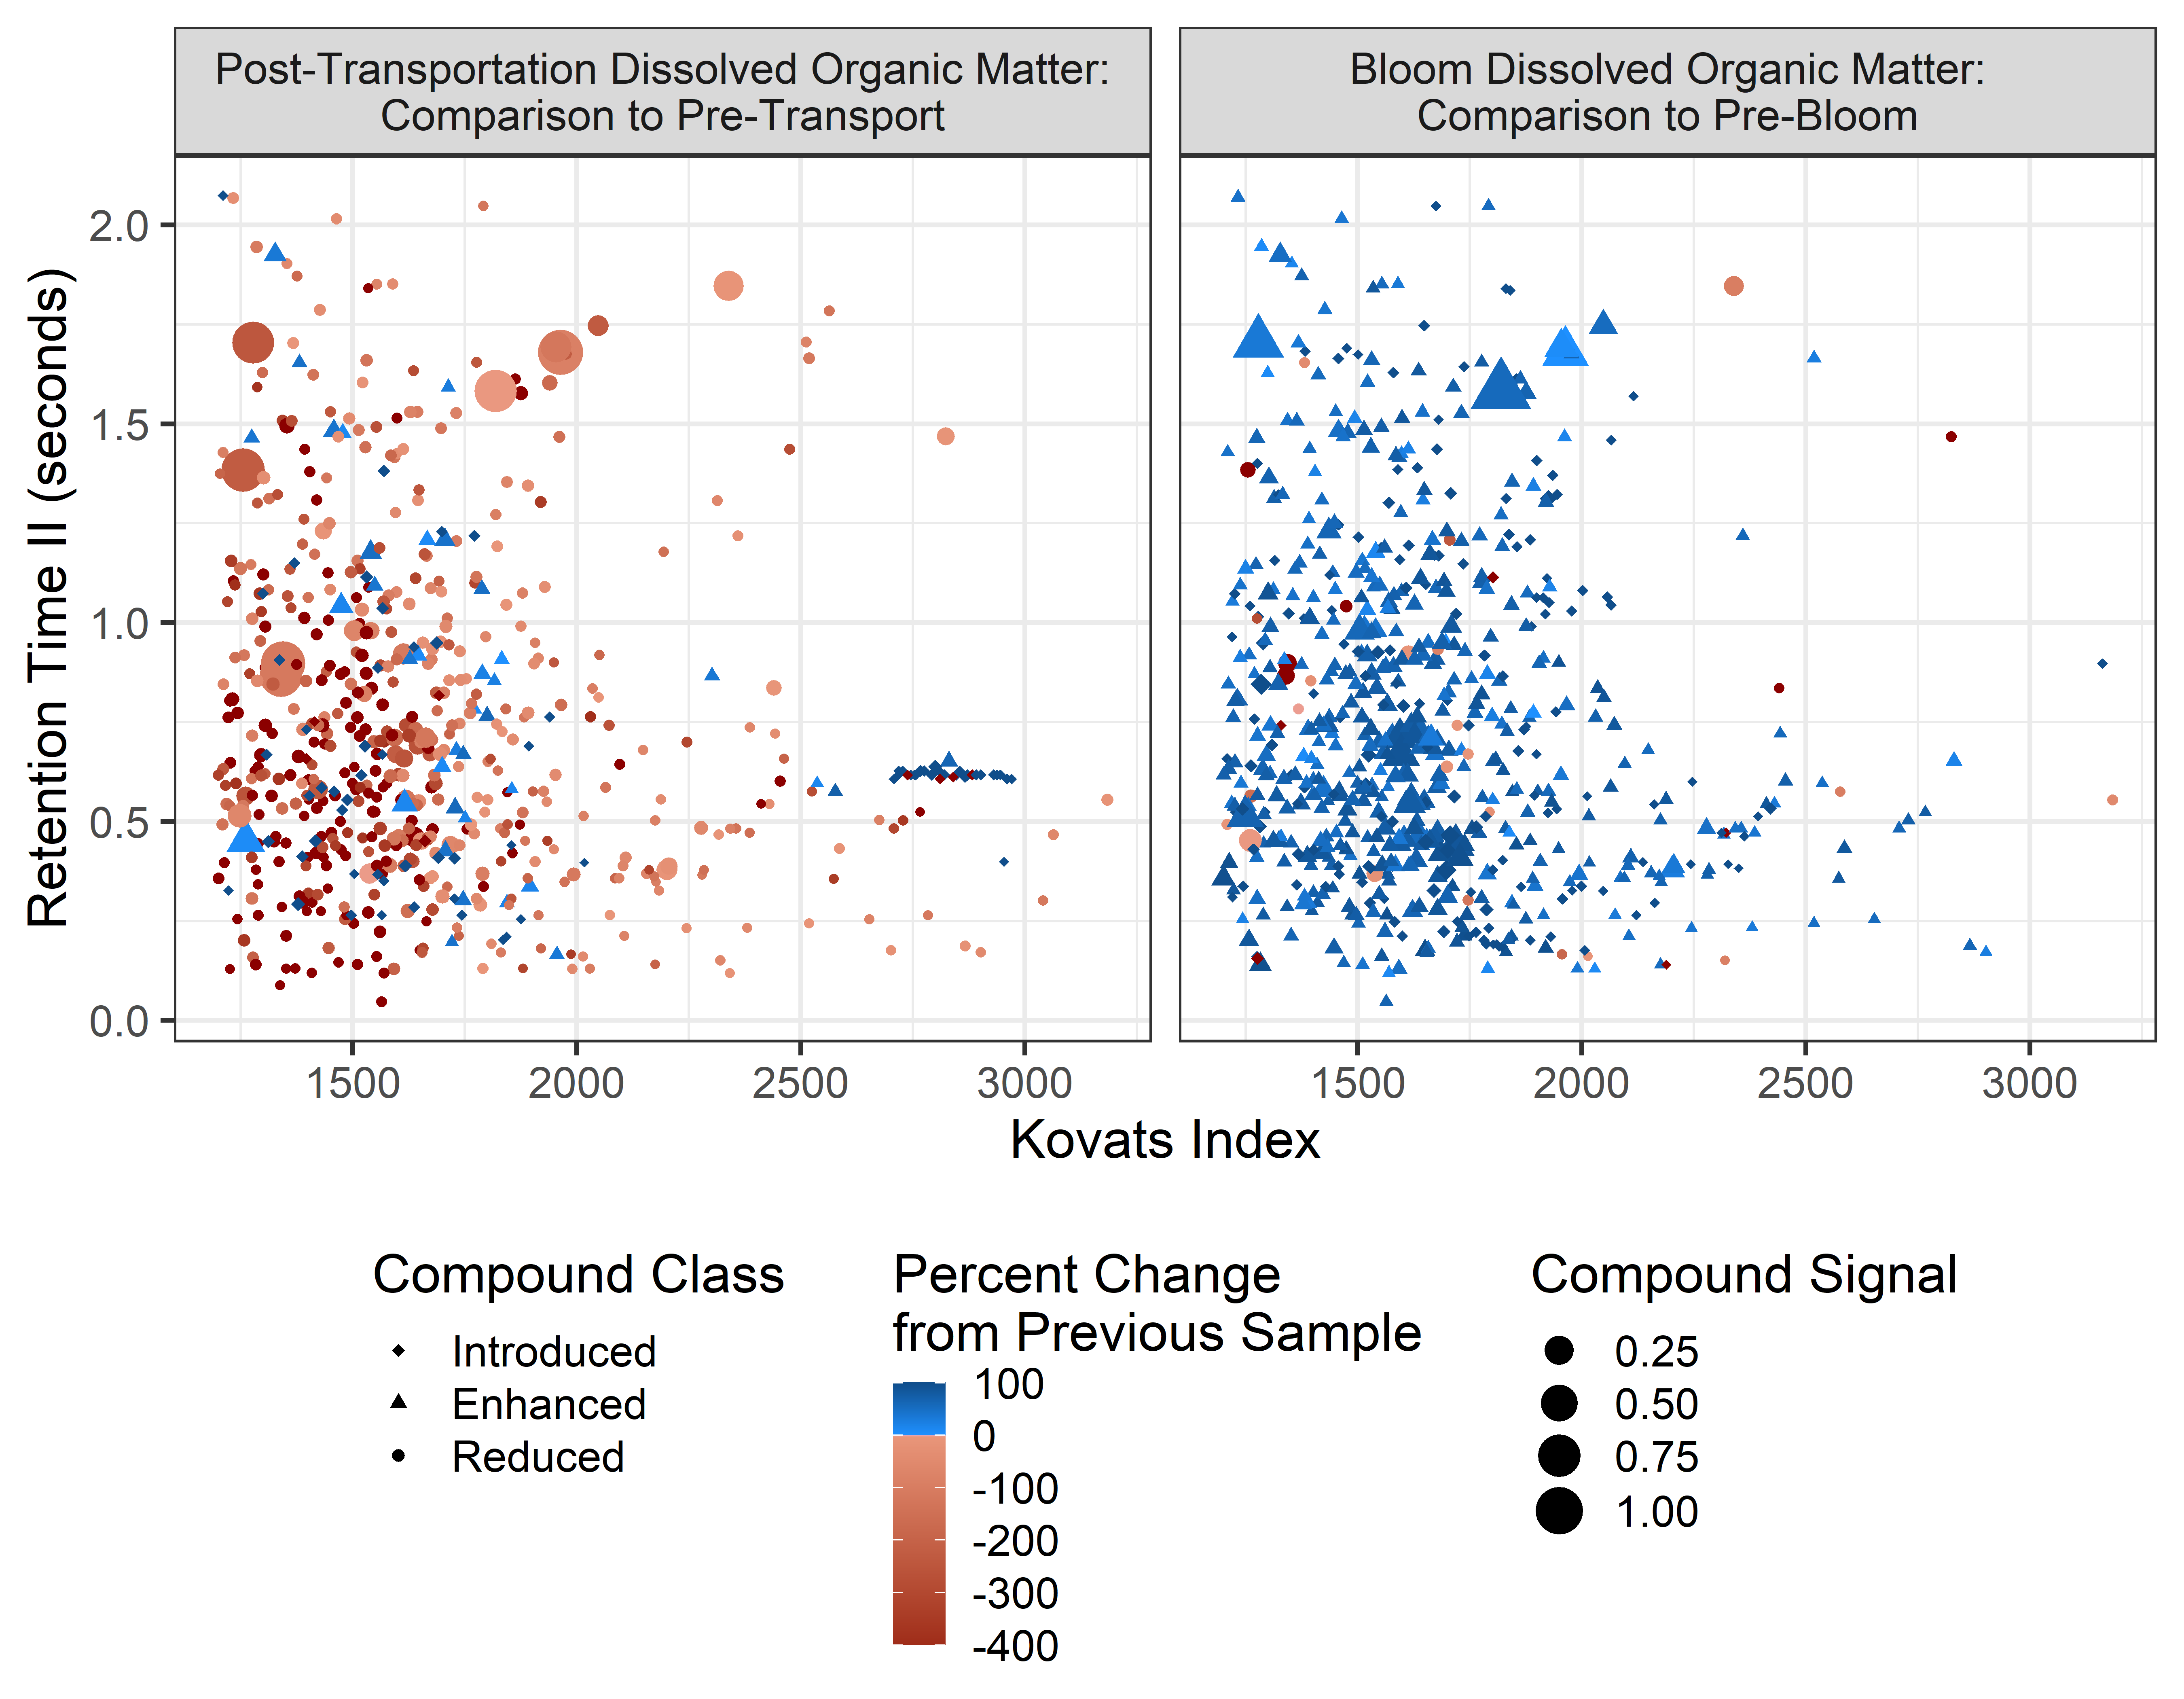 Post-Transportation Dissolved Organic Matter:
Comparison to Pre-Transport
Bloom Dissolved Organic Matter:
Comparison to Pre-Bloom
Retention Time II (seconds)
2.0
1.5
1.0
0.5
0.0
1500
2000
2500
3000
1500
2000
2500
3000
Kovats Index
Compound Class
Introduced
Enhanced
Reduced
Percent Change
from Previous Sample
100
0
-100
-200
-300
-400
Compound Signal
0.25
0.50
0.75
1.00